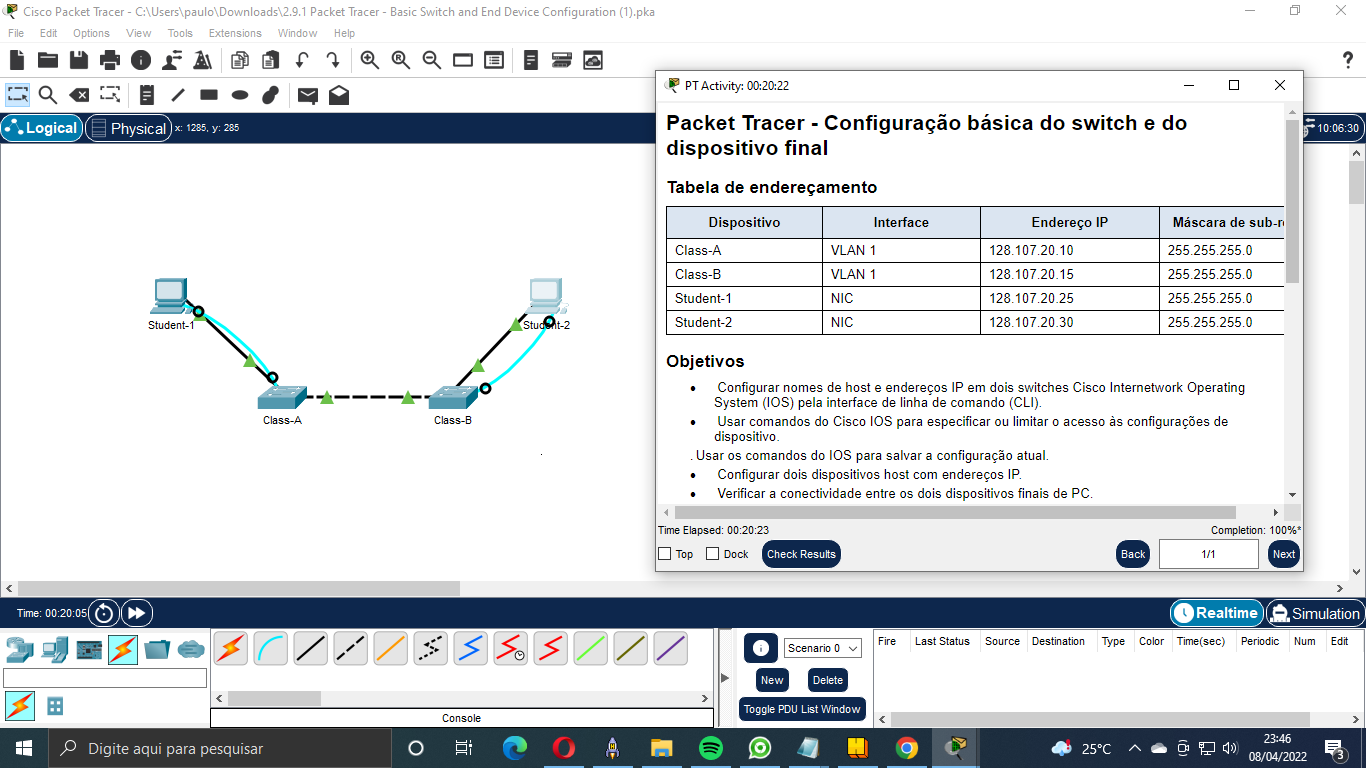 Cisco Packet Tracer - C:\Users\paulo\Downloads\2.9.1 Packet Tracer - Basic Switch and End Device Configuration (1).pka
File Edit Options View Tools Extensions Window Help
Logical Physical x: 1285, y: 285
10:06:30
Student-1
Student-2
Class-A
Class-B
PT Activity: 00:20:22
Packet Tracer - Configuração básica do switch e do
dispositivo final
Tabela de endereçamento
Dispositivo Interface Endereço IP Máscara de sub-r
Class-A VLAN 1 128.107.20.10 255.255.255.0
Class-B VLAN 1 128.107.20.15 255.255.255.0
Student-1 NIC 128.107.20.25 255.255.255.0
Student-2 NIC 128.107.20.30 255.255.255.0
Objetivos
• Configurar nomes de host e endereços IP em dois switches Cisco Internetwork Operating
System (IOS) pela interface de linha de comando (CLI).
• Usar comandos do Cisco IOS para especificar ou limitar o acesso às configurações de
dispositivo.
. Usar os comandos do IOS para salvar a configuração atual.
• Configurar dois dispositivos host com endereços IP.
• Verificar a conectividade entre os dois dispositivos finais de PC.
Time Elapsed: 00:20:23 Completion: 100%*
Top Dock Check Results Back 1/1 Next
Time: 00:20:05 Realtime Simulation
Scenario 0
New Delete
Toggle PDU List Window
Fire Last Status Source Destination Type Color Time(sec) Periodic Num Edit
Console
Digite aqui para pesquisar
25°C
23:46
08/04/2022
3